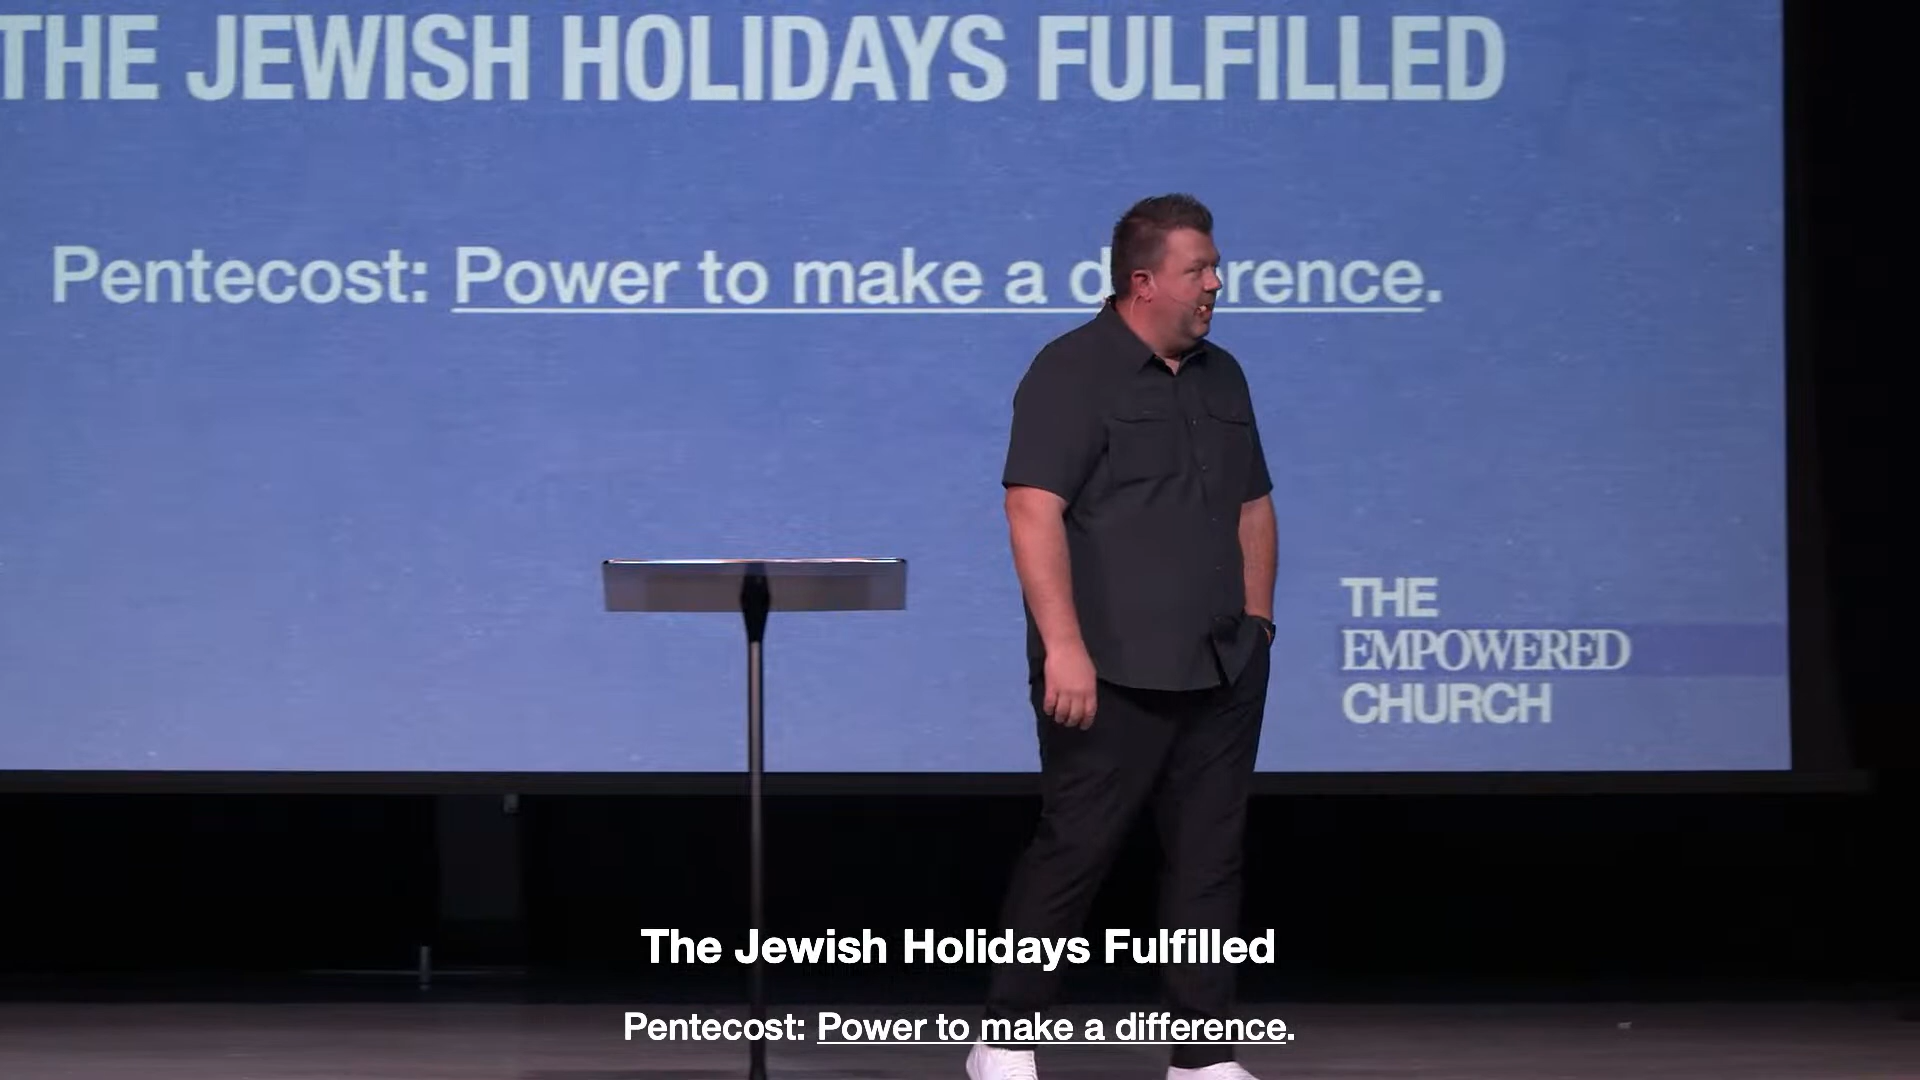 THE JEWISH HOLIDAYS FULFILLED
Pentecost: Power to make a d rence.
THE
EMPOWERED
CHURCH
The Jewish Holidays Fulfilled
Pentecost: Power to make a difference.